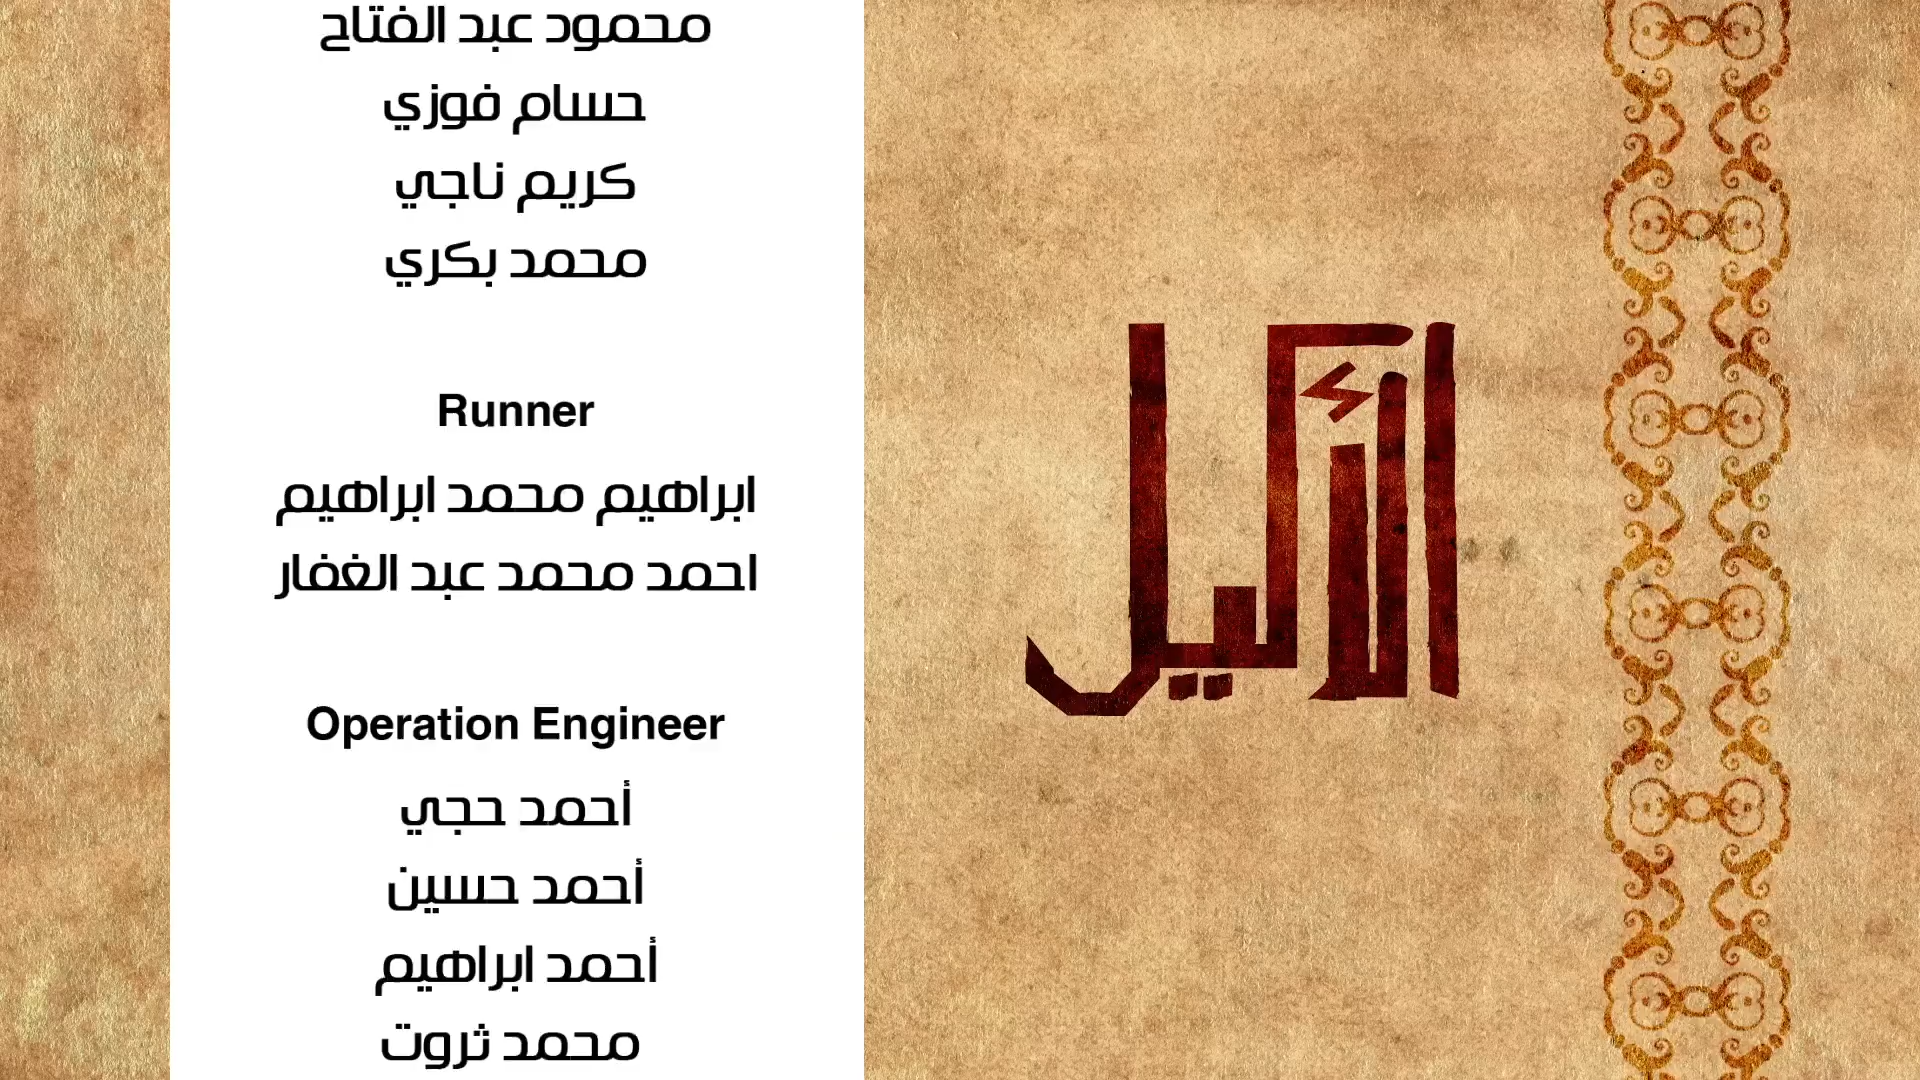 محمود عبد الفتاح
حسام فوزي
كريم ناجي
محمد بكري
Runner
ابراهيم محمد ابراهيم
احمد محمد عبد الغفار
Operation Engineer
أحمد حجي
أحمد حسين
أحمد ابراهيم
محمد ثروت
الأكيل